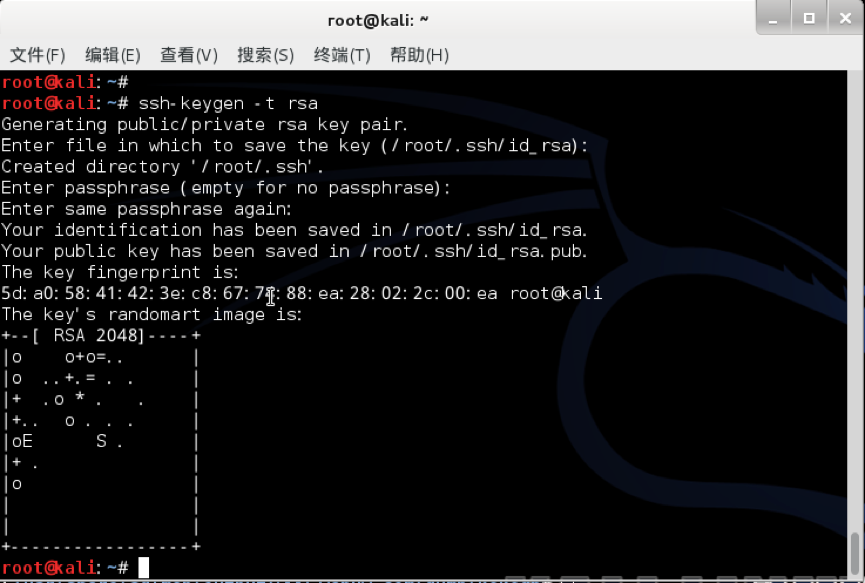 root@kali: ~
文件(F) 编辑(E) 查看(V) 搜索(S) 终端(T) 帮助(H)
root@kali:~#
root@kali:~# ssh-keygen -t rsa
Generating public/private rsa key pair.
Enter file in which to save the key (/root/.ssh/id_rsa):
Created directory '/root/.ssh'.
Enter passphrase (empty for no passphrase):
Enter same passphrase again:
Your identification has been saved in /root/.ssh/id_rsa.
Your public key has been saved in /root/.ssh/id_rsa.pub.
The key fingerprint is:
5d:a0:58:41:42:3e:c8:67: :88:ea:28:02:2c:00:ea root@kali
The key's randomart image is:
+--[ RSA 2048]----+
|o    o+o=..      |
|o  ..+.= . .     |
|+  .o * .   .    |
|+..  o . . .     |
|oE      S .      |
|+ .              |
|o                |
|                 |
|                 |
+-----------------+
root@kali:~#